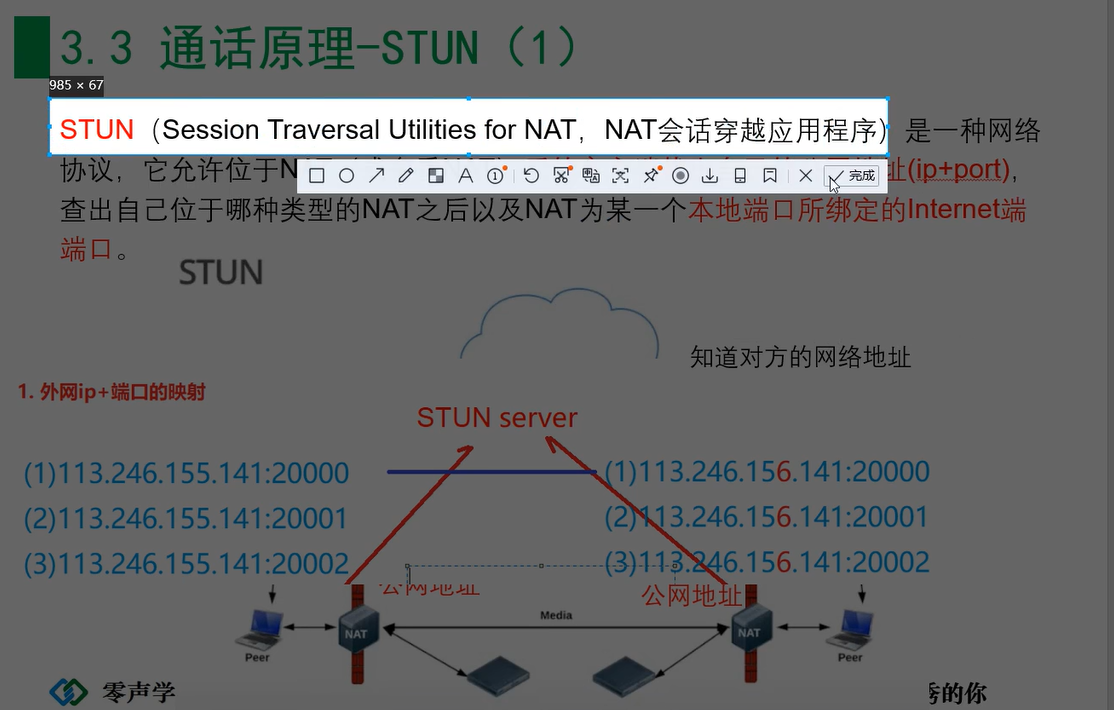 3.3 通话原理-STUN（1）
985 × 67
STUN（Session Traversal Utilities for NAT，NAT会话穿越应用程序）是一种网络
协议，它允许位于 址(ip+port),
完成
查出自己位于哪种类型的NAT之后以及NAT为某一个本地端口所绑定的Internet端
端口。
STUN
知道对方的网络地址
1. 外网ip+端口的映射
STUN server
(1)113.246.155.141:20000
(1)113.246.156.141:20000
(2)113.246.155.141:20001
(2)113.246.156.141:20001
(3)113.246.155.141:20002
(3)113.246.156.141:20002
公网地址
公网地址
Media
NAT
NAT
Peer
Peer
零声学
的你